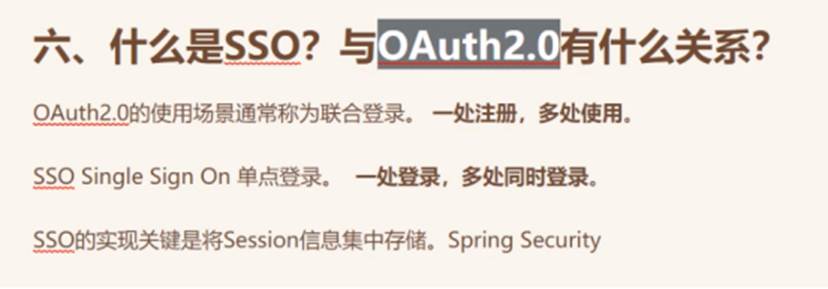 六、什么是SSO？与OAuth2.0有什么关系？
OAuth2.0的使用场景通常称为联合登录。 一处注册，多处使用。
SSO Single Sign On 单点登录。 一处登录，多处同时登录。
SSO的实现关键是将Session信息集中存储。Spring Security